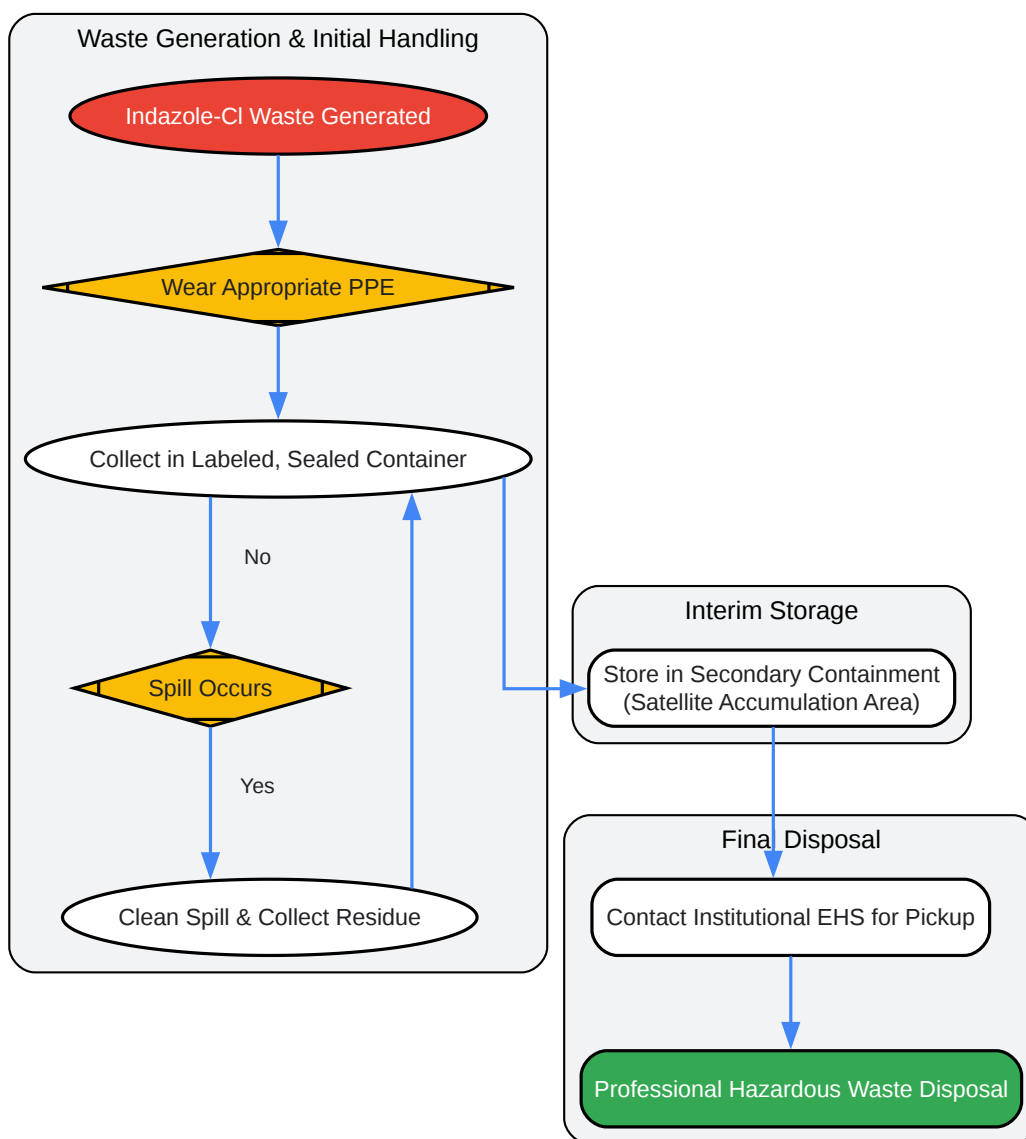 Waste Generation & Initial Handling
Indazole-Cl Waste Generated
Wear Appropriate PPE
Collect in Labeled, Sealed Container
No
Spill Occurs
Yes
Clean Spill & Collect Residue
Interim Storage
Store in Secondary Containment
(Satellite Accumulation Area)
Final Disposal
Contact Institutional EHS for Pickup
Professional Hazardous Waste Disposal